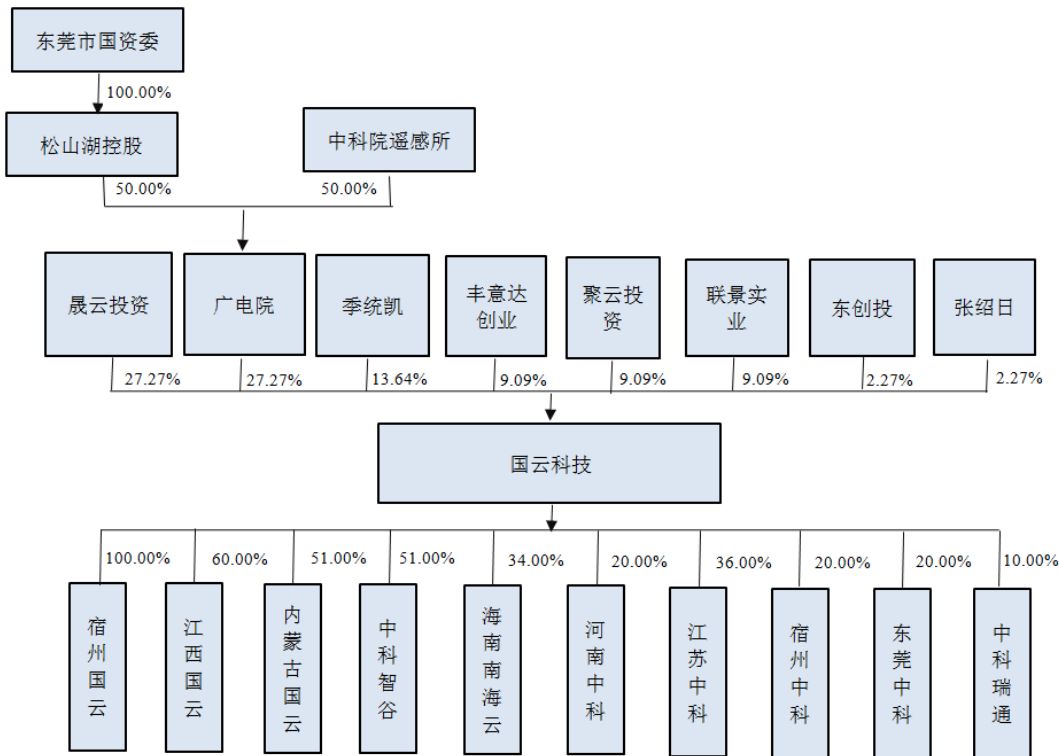 东莞市国资委
100.00%
松山湖控股
中科院遥感所
50.00%
50.00%
晟云投资
广电院
季统凯
丰意达
创业
聚云投
资
联景实
业
东创投
张绍日
27.27%
27.27%
13.64%
9.09%
9.09%
9.09%
2.27%
2.27%
国云科技
100.00%
60.00%
51.00%
51.00%
34.00%
20.00%
36.00%
20.00%
20.00%
10.00%
宿州国云
江西国云
内蒙古国云
中科智谷
海南南海云
河南中科
江苏中科
宿州中科
东莞中科
中科瑞通